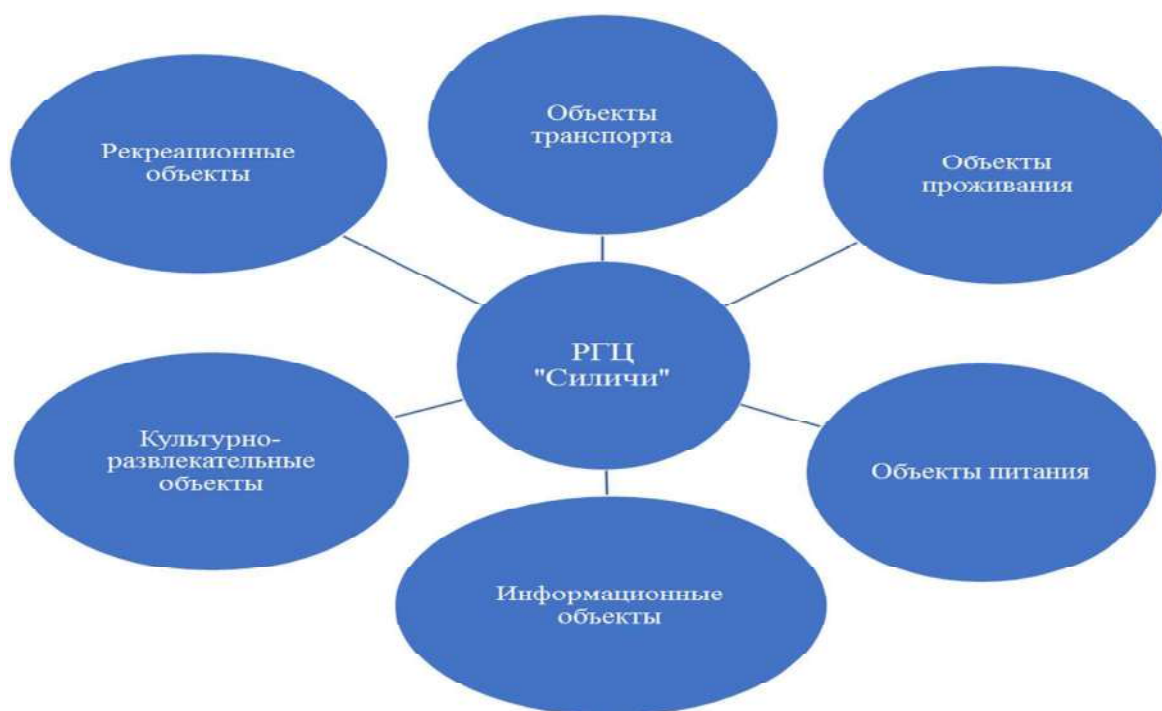 Объекты
транспорта
Рекреационные
объекты
Объекты
проживания
РГЦ
"Силичи"
Культурно-
развлекательные
объекты
Объекты питания
Информационные
объекты